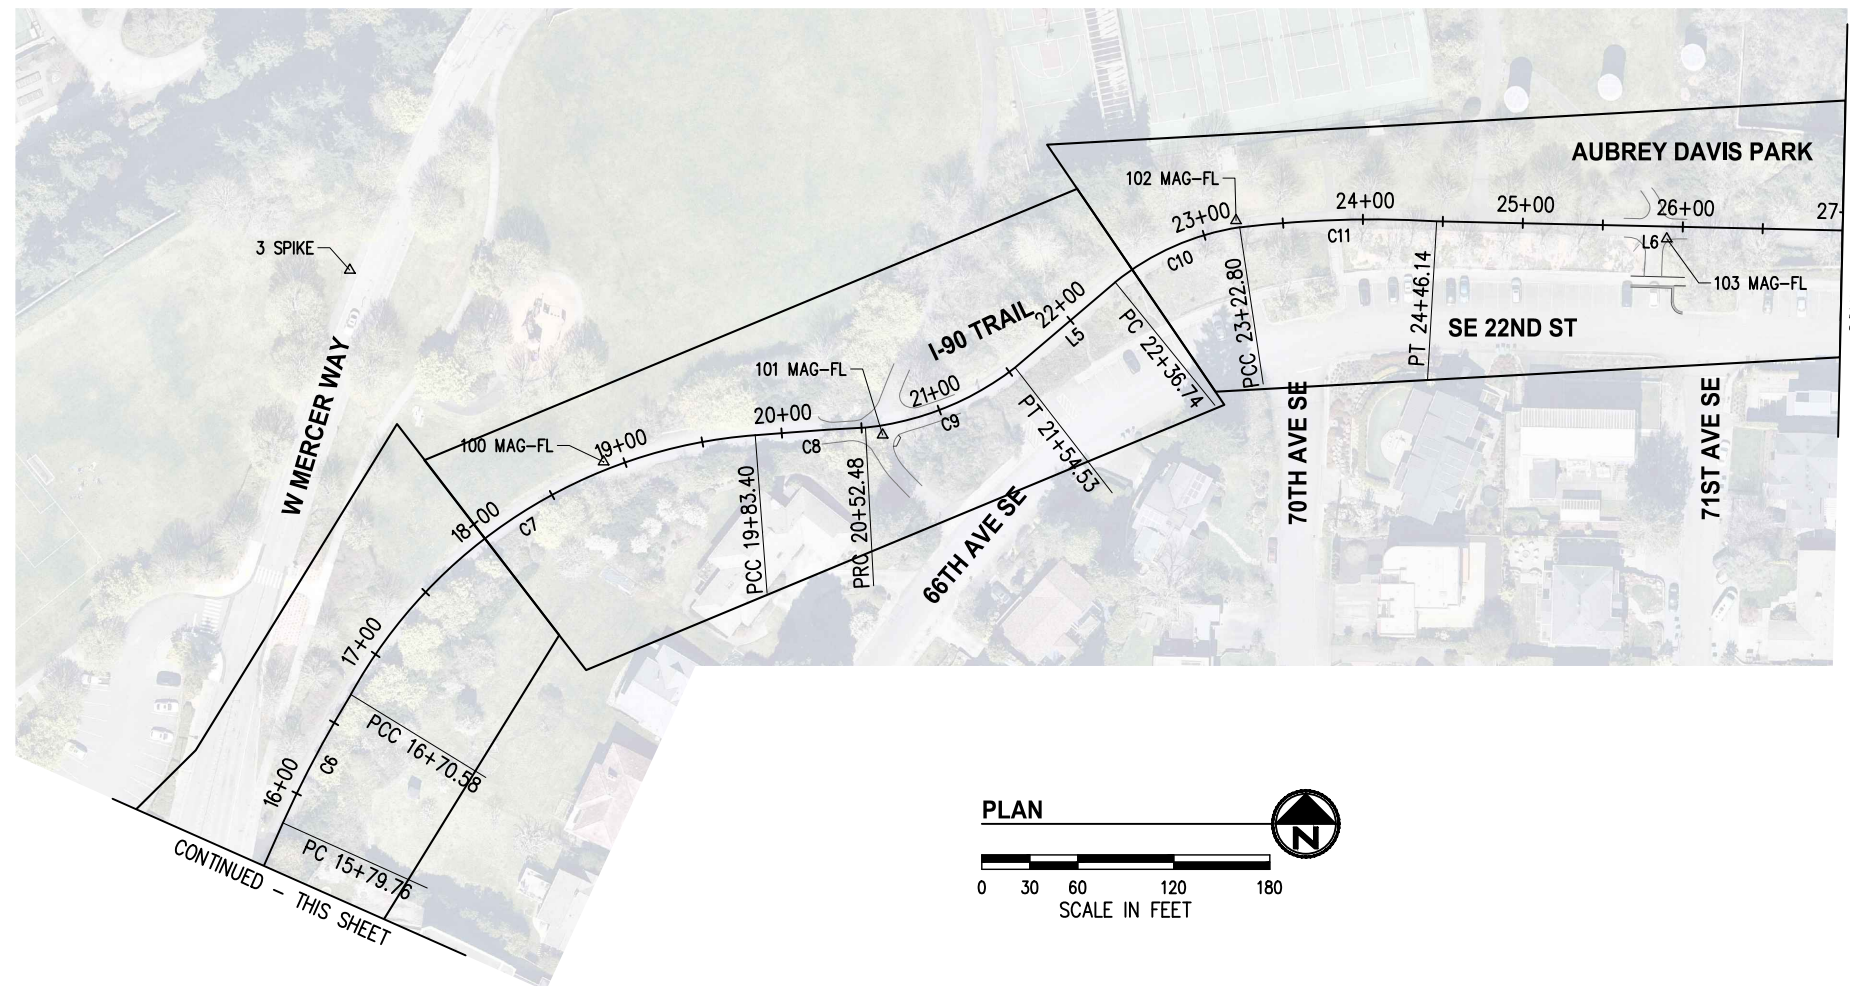 AUBREY DAVIS PARK
102 MAG-FL
23+00
24+00
25+00
26+00
27
C10
C11
L6
103 MAG-FL
3 SPIKE
W MERCER WAY
I-90 TRAIL
22+00
L5
PC 22+36.74
PCC 23+22.80
PT 24+46.14
SE 22ND ST
101 MAG-FL
21+00
C9
20+00
C8
PT 21+54.53
100 MAG-FL
19+00
PCC 19+83.40
PRC 20+52.48
66TH AVE SE
70TH AVE SE
71ST AVE SE
18+00
C7
17+00
PCC 16+70.58
C6
16+00
PC 15+79.76
CONTINUED - THIS SHEET
PLAN
N
0 30 60 120 180
SCALE IN FEET